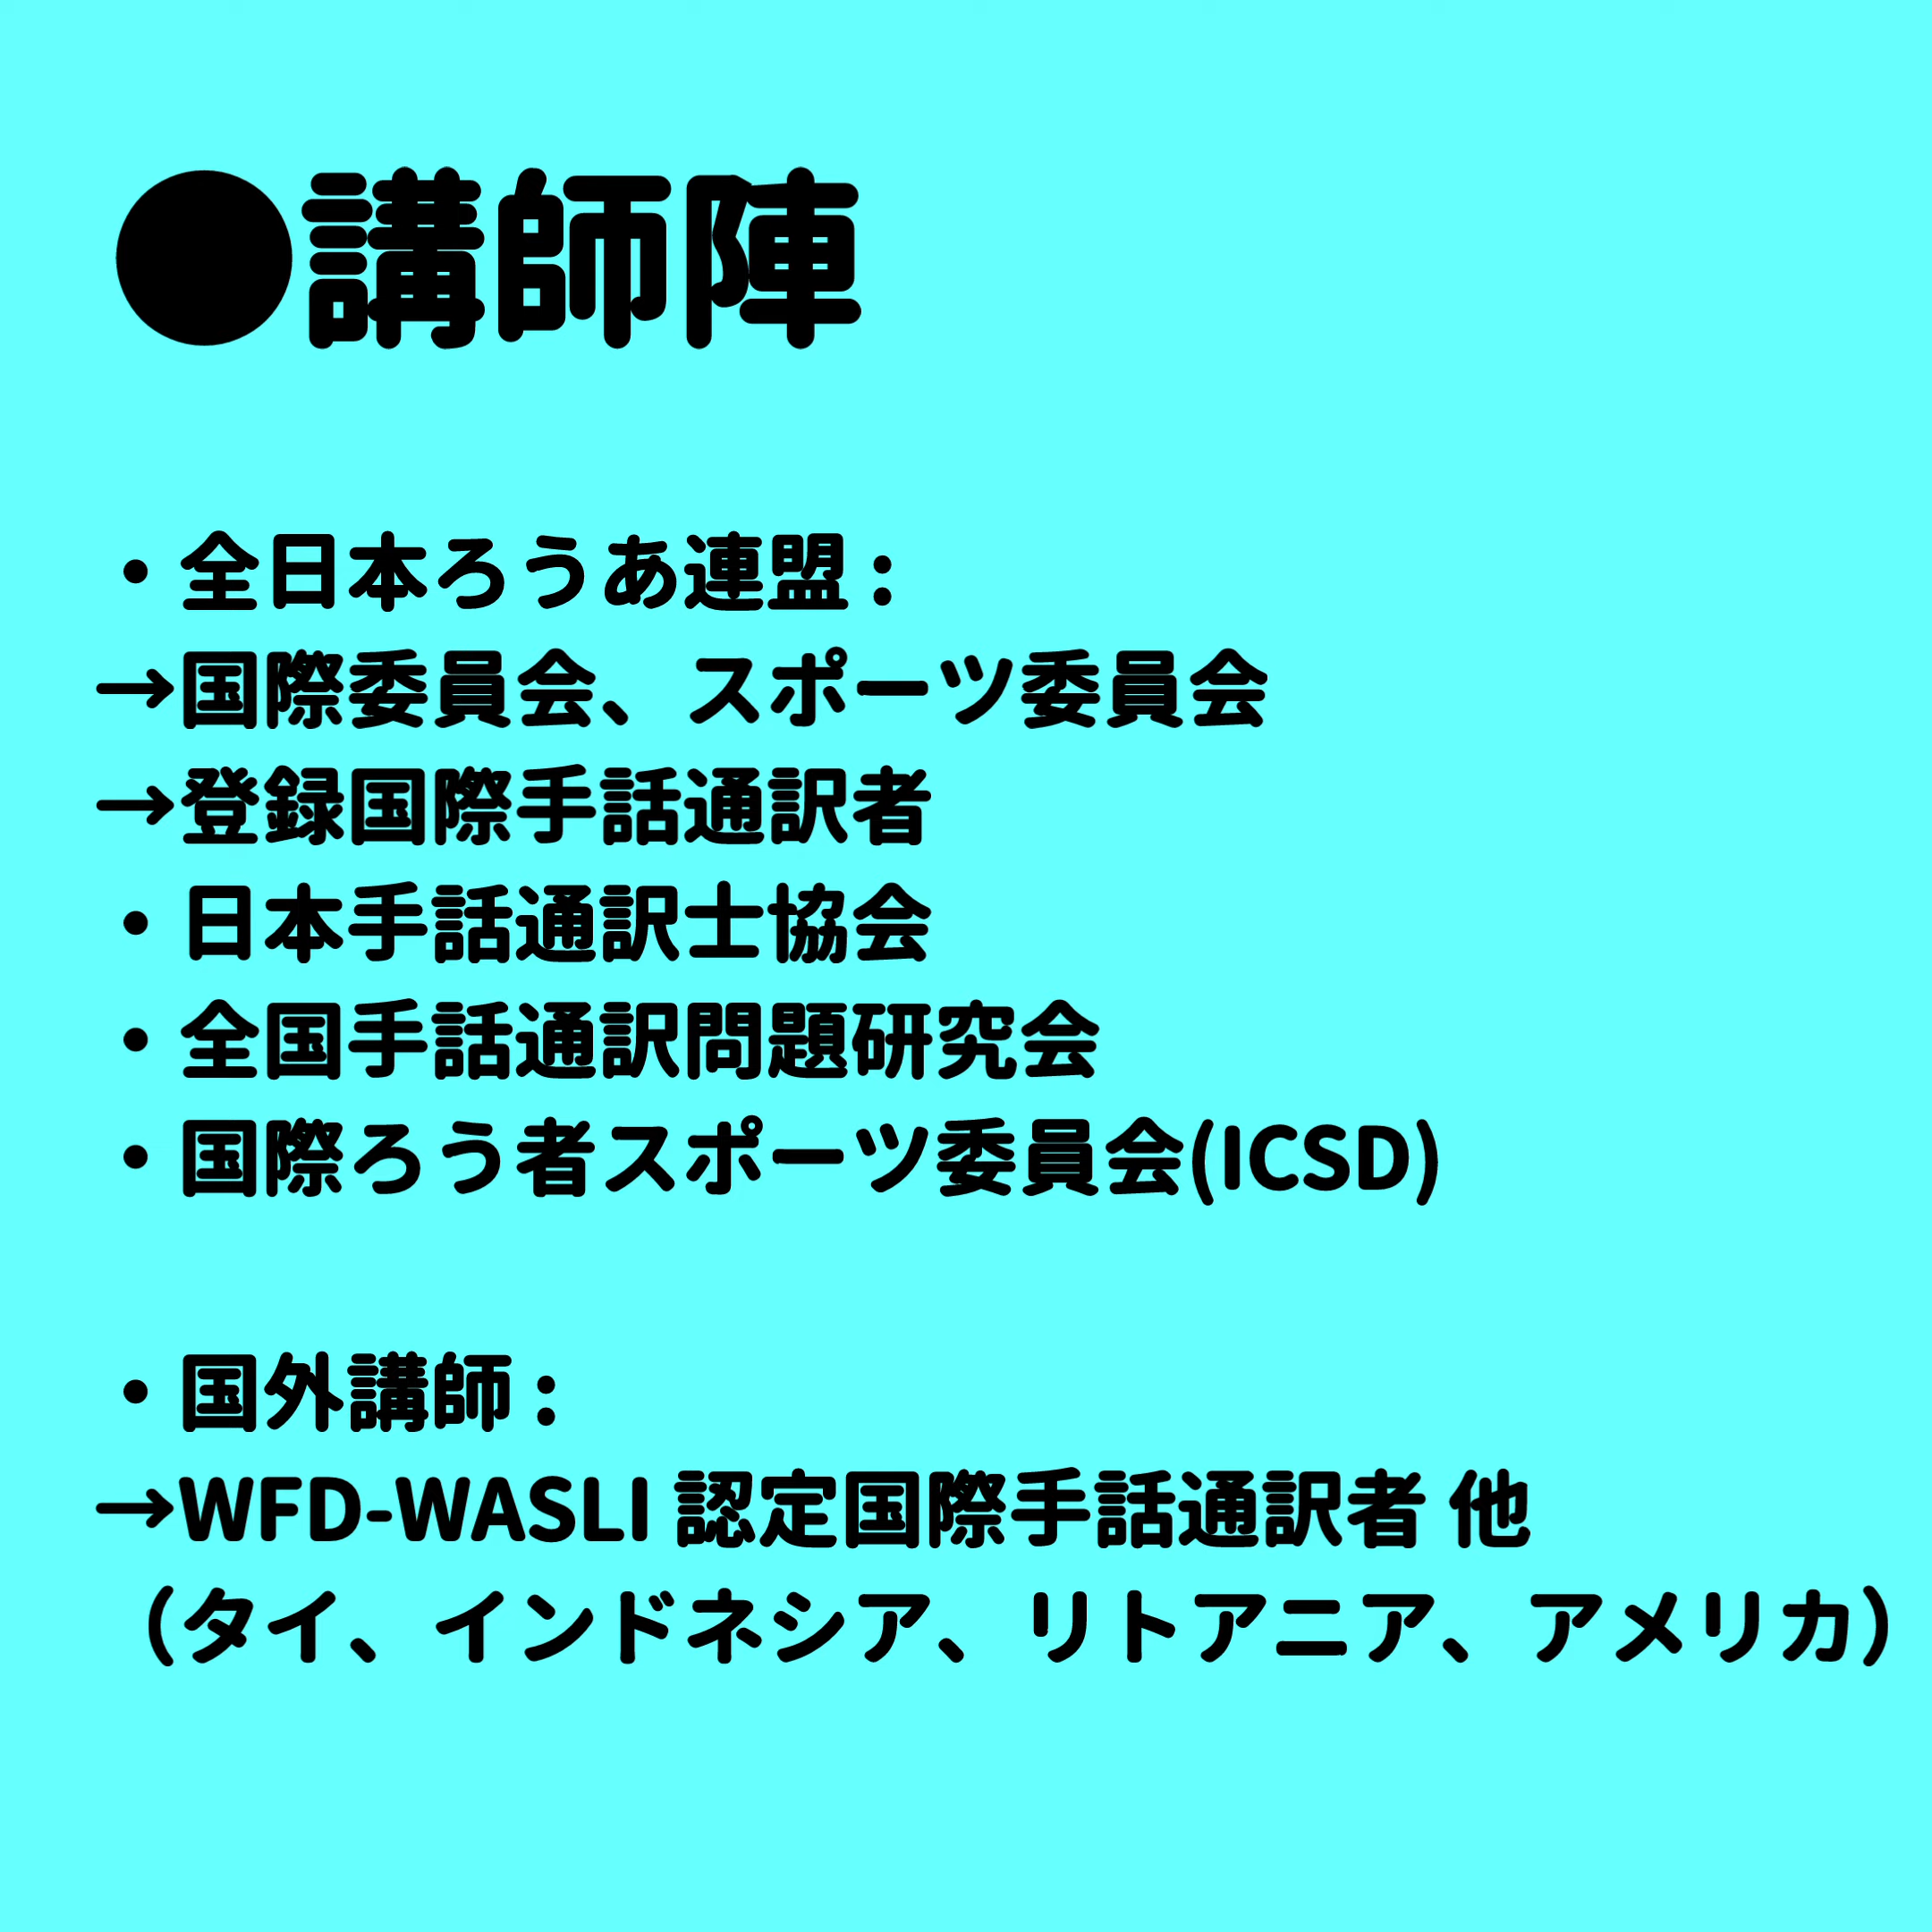 ●講師陣
・全日本ろうあ連盟：
→国際委員会、スポーツ委員会
→登録国際手話通訳者
・日本手話通訳士協会
・全国手話通訳問題研究会
・国際ろう者スポーツ委員会(ICSD)
・国外講師：
→WFD-WASLI 認定国際手話通訳者 他
(タイ、インドネシア、リトアニア、アメリカ)